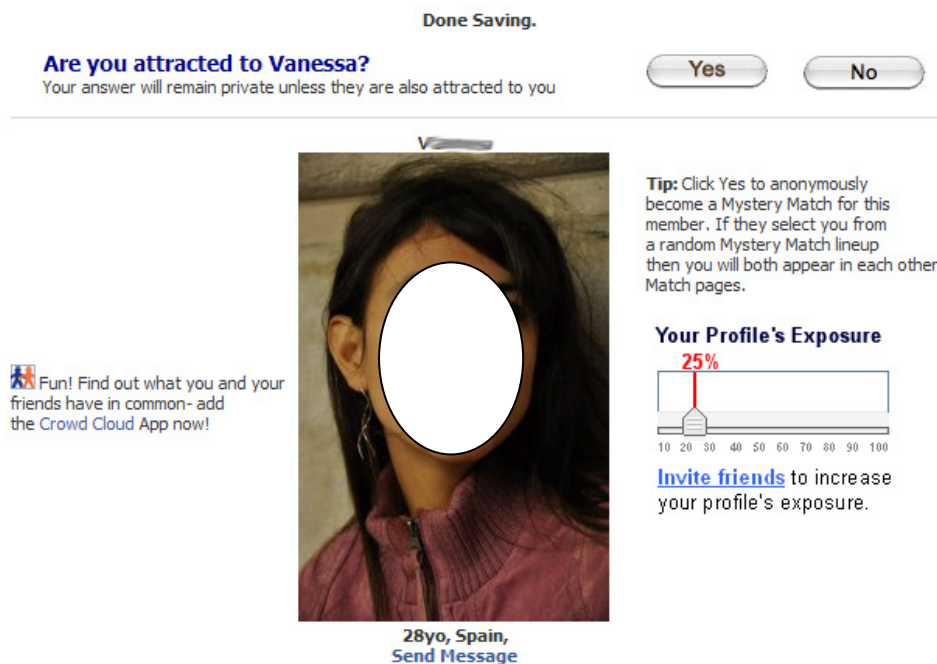 Done Saving.
Are you attracted to Vanessa?
Your answer will remain private unless they are also attracted to you
Yes
No
V
Tip: Click Yes to anonymously
become a Mystery Match for this
member. If they select you from
a random Mystery Match lineup
then you will both appear in each other
Match pages.
Your Profile's Exposure
25%
10 20 30 40 50 60 70 80 90 100
Invite friends to increase
your profile's exposure.
Fun! Find out what you and your
friends have in common- add
the Crowd Cloud App now!
28yo, Spain,
Send Message